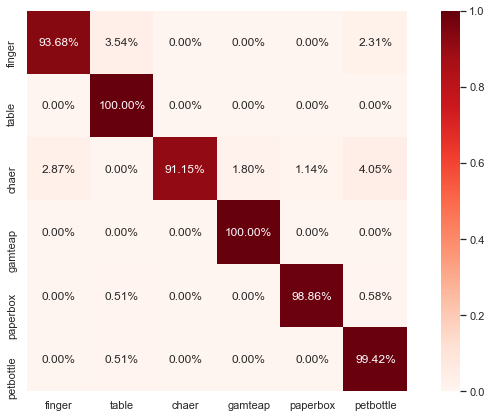 finger 93.68% 3.54% 0.00% 0.00% 0.00% 2.31%
table 0.00% 100.00% 0.00% 0.00% 0.00% 0.00%
chaer 2.87% 0.00% 91.15% 1.80% 1.14% 4.05%
gamteap 0.00% 0.00% 0.00% 100.00% 0.00% 0.00%
paperbox 0.00% 0.51% 0.00% 0.00% 98.86% 0.58%
petbottle 0.00% 0.51% 0.00% 0.00% 0.00% 99.42%
finger table chaer gamteap paperbox petbottle
1.0
0.8
0.6
0.4
0.2
0.0